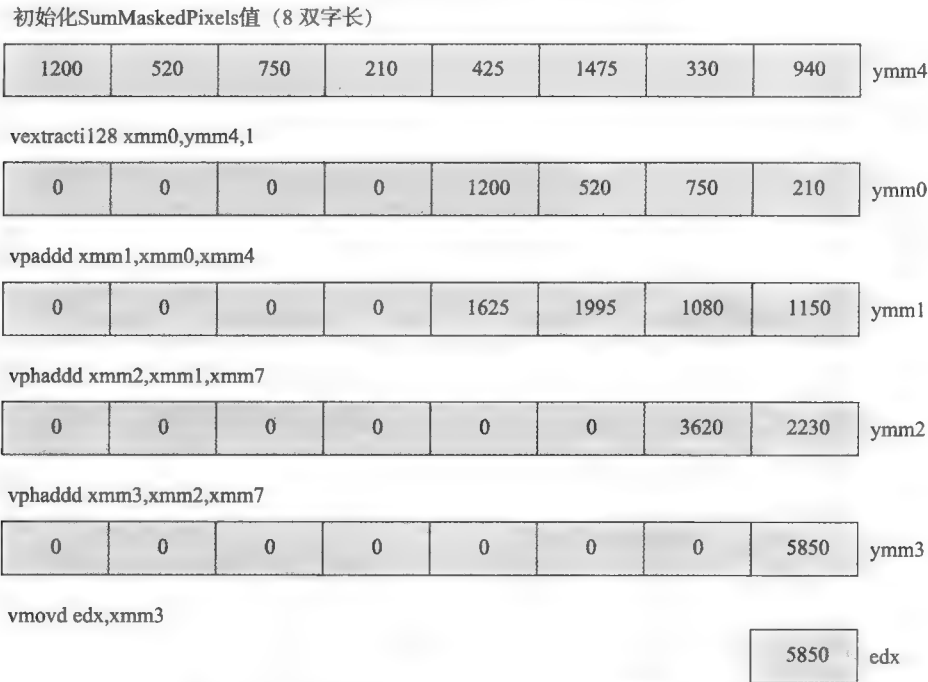 初始化SumMaskedPixels值（8 双字长）
1200 520 750 210 425 1475 330 940 ymm4
vextracti128 xmm0,ymm4,1
0 0 0 0 1200 520 750 210 ymm0
vpaddd xmm1,xmm0,xmm4
0 0 0 0 1625 1995 1080 1150 ymm1
vphaddd xmm2,xmm1,xmm7
0 0 0 0 0 0 3620 2230 ymm2
vphaddd xmm3,xmm2,xmm7
0 0 0 0 0 0 0 5850 ymm3
vmovd edx,xmm3
5850 edx